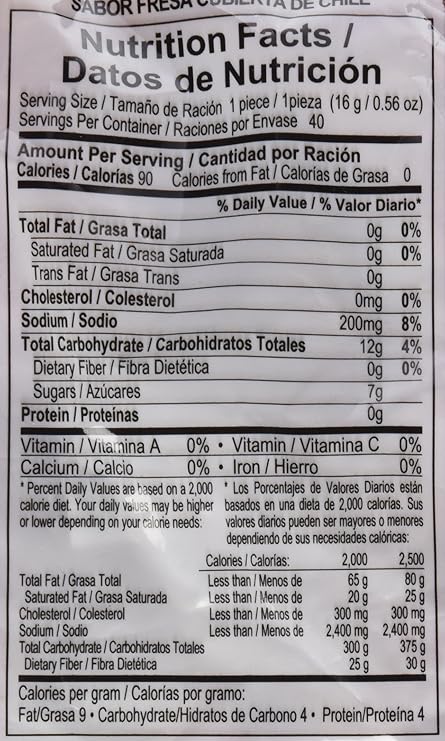 SABOR FRESA CUBIERTA DE CHILE
Nutrition Facts /
Datos de Nutrición
Serving Size / Tamaño de Ración 1 piece / 1pieza (16 g / 0.56 oz)
Servings Per Container / Raciones por Envase 40
Amount Per Serving / Cantidad por Ración
Calories / Calorías 90 Calories from Fat / Calorías de Grasa 0
% Daily Value / % Valor Diario*
Total Fat / Grasa Total 0g 0%
Saturated Fat / Grasa Saturada 0g 0%
Trans Fat / Grasa Trans 0g
Cholesterol / Colesterol 0mg 0%
Sodium / Sodio 200mg 8%
Total Carbohydrate / Carbohidratos Totales 12g 4%
Dietary Fiber / Fibra Dietética 0g 0%
Sugars / Azúcares 7g
Protein / Proteínas 0g
Vitamin / Vitamina A 0% • Vitamin / Vitamina C 0%
Calcium / Calcio 0% • Iron / Hierro 0%
* Percent Daily Values are based on a 2,000
calorie diet. Your daily values may be higher
or lower depending on your calorie needs:
* Los Porcentajes de Valores Diarios están
basados en una dieta de 2,000 calorías. Sus
valores diarios pueden ser mayores o menores
dependiendo de sus necesidades calóricas:
Calories / Calorías: 2,000 2,500
Total Fat / Grasa Total Less than / Menos de 65 g 80 g
Saturated Fat / Grasa Saturada Less than / Menos de 20 g 25 g
Cholesterol / Colesterol Less than / Menos de 300 mg 300 mg
Sodium / Sodio Less than / Menos de 2,400 mg 2,400 mg
Total Carbohydrate / Carbohidratos Totales 300 g 375 g
Dietary Fiber / Fibra Dietética 25 g 30 g
Calories per gram / Calorías por gramo:
Fat/Grasa 9 • Carbohydrate/Hidratos de Carbono 4 • Protein/Proteína 4